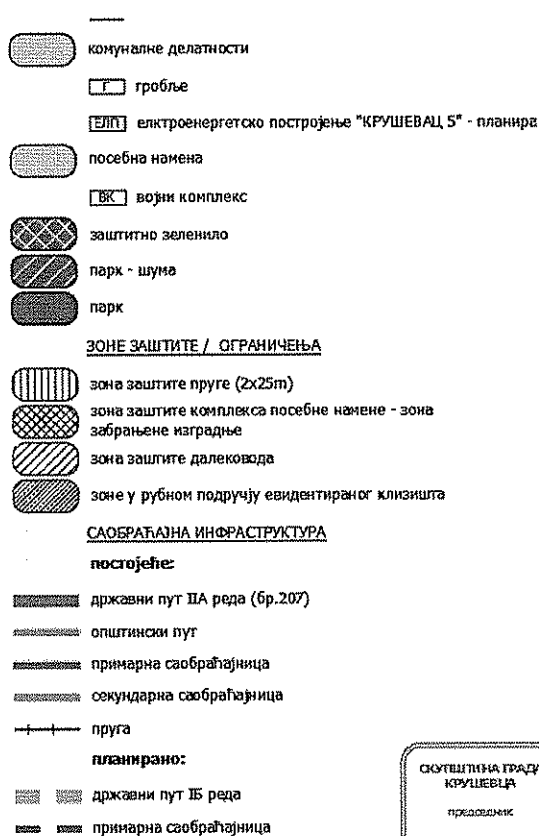 комуналне делатности
Г гробље
ЕЛП елктроенергетско постројење "КРУШЕВАЦ 5" - планира
посебна намена
ВК војни комплекс
заштитно зеленило
парк - шума
парк
ЗОНЕ ЗАШТИТЕ / ОГРАНИЧЕЊА
зона заштите пруге (2x25m)
зона заштите комплекса посебне намене - зона
забрањене изградње
зона заштите далековода
зоне у рубном подручју евидентираног клизишта
САОБРАЋАЈНА ИНФРАСТРУКТУРА
постојеће:
државни пут IIА реда (бр.207)
општински пут
примарна саобраћајница
секундарна саобраћајница
пруга
планирано:
државни пут IБ реда
примарна саобраћајница
СКУПШТИНА ГРАДА
КРУШЕВЦА
председник